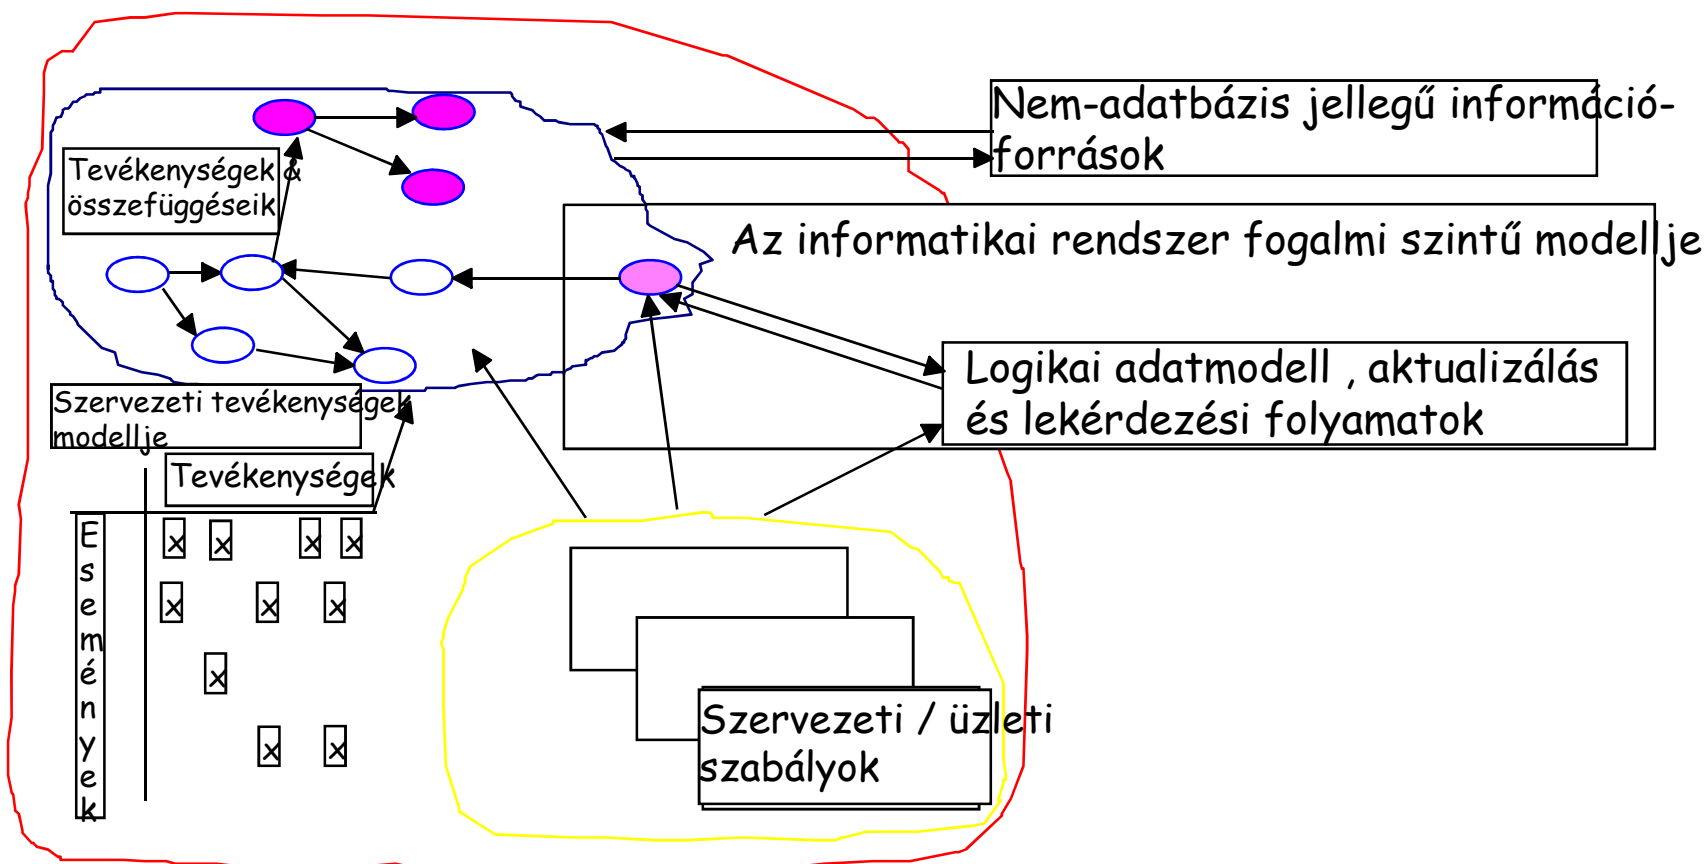 Nem-adatbázis jellegű információ-
források
Tevékenységek &
összefüggéseik
Az informatikai rendszer fogalmi szintű modellje
Logikai adatmodell , aktualizálás
és lekérdezési folyamatok
Szervezeti tevékenységek
modellje
Tevékenységek
Események
x x x x
x x x
x
x x
Szervezeti / üzleti
szabályok